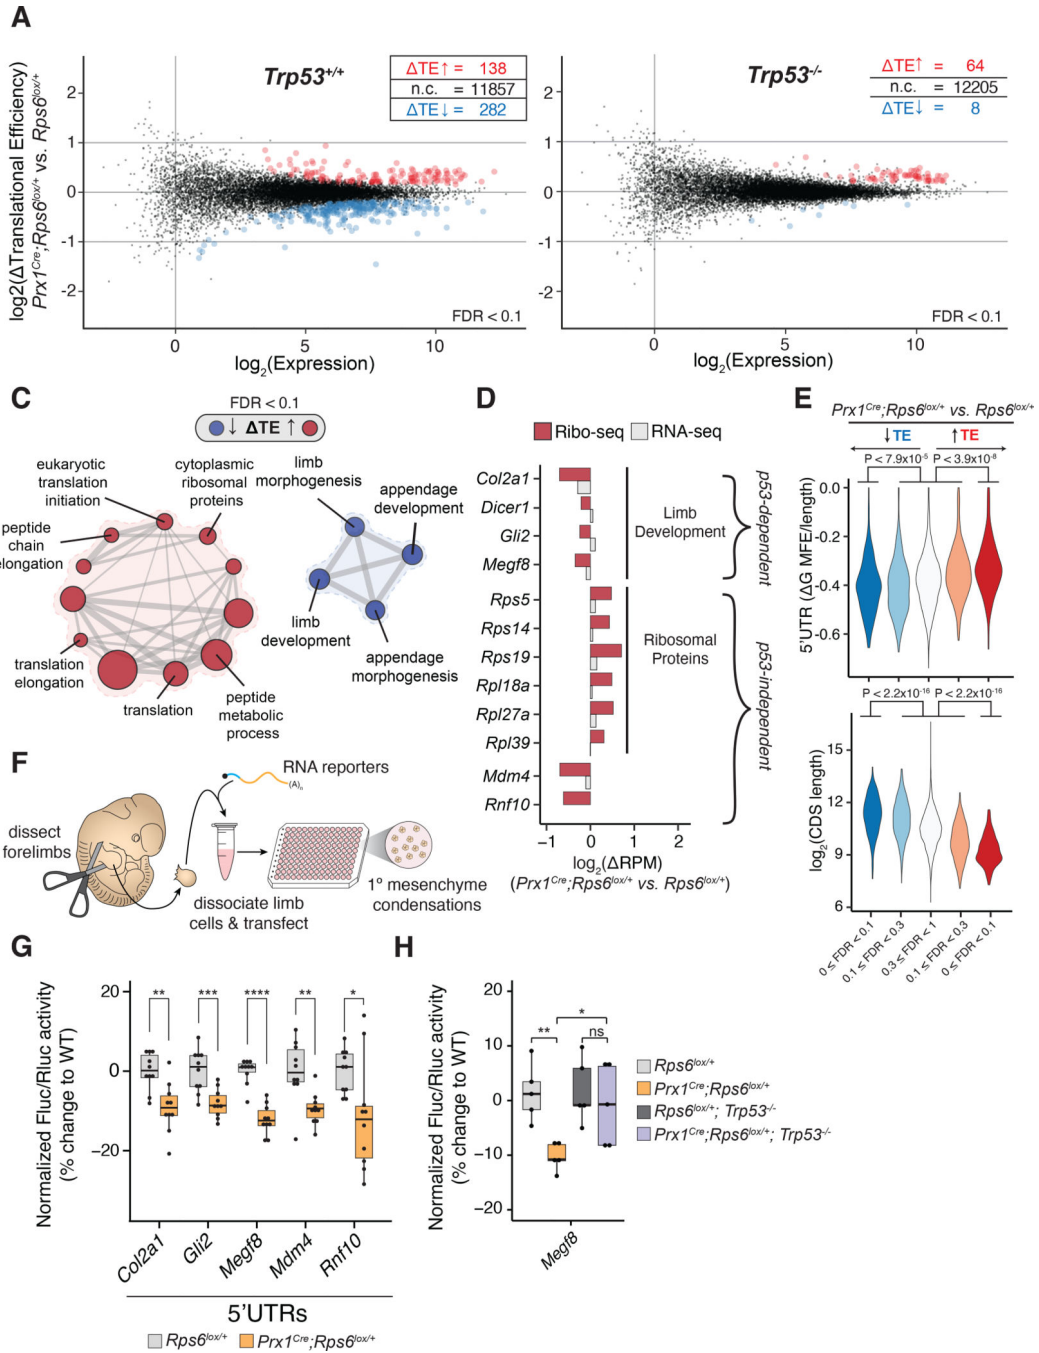 A
log2(ΔTranslational Efficiency)
Prx1Cre;Rps6lox/+ vs. Rps6lox/+
Trp53+/+
ΔTE↑ = 138
n.c. = 11857
ΔTE↓ = 282
2
1
0
-1
-2
FDR < 0.1
0 5 10
log2(Expression)
Trp53-/-
ΔTE↑ = 64
n.c. = 12205
ΔTE↓ = 8
2
1
0
-1
-2
FDR < 0.1
0 5 10
log2(Expression)
C
FDR < 0.1
↓ ΔTE ↑
eukaryotic
translation
initiation
cytoplasmic
ribosomal
proteins
peptide
chain
elongation
translation
elongation
translation
peptide
metabolic
process
limb
morphogenesis
appendage
development
limb
development
appendage
morphogenesis
D
Ribo-seq RNA-seq
Col2a1
Dicer1
Gli2
Megf8
Rps5
Rps14
Rps19
Rpl18a
Rpl27a
Rpl39
Mdm4
Rnf10
Limb
Development
Ribosomal
Proteins
p53-dependent
p53-independent
−1 0 1 2
log2(ΔRPM)
(Prx1Cre;Rps6lox/+ vs. Rps6lox/+)
E
Prx1Cre;Rps6lox/+ vs. Rps6lox/+
↓TE ↑TE
P < 7.9x10-5 P < 3.9x10-8
5'UTR (ΔG MFE/length)
0.0
-0.2
-0.4
-0.6
P < 2.2x10-16 P < 2.2x10-16
log2(CDS length)
15
12
9
6
0 ≤ FDR < 0.1
0.1 ≤ FDR < 0.3
0.3 ≤ FDR < 1
0.1 ≤ FDR < 0.3
0 ≤ FDR < 0.1
F
dissect
forelimbs
RNA reporters
(A)n
dissociate limb
cells & transfect
1º mesenchyme
condensations
G
Normalized Fluc/Rluc activity
(% change to WT)
20
0
−20
** *** **** ** *
Col2a1
Gli2
Megf8
Mdm4
Rnf10
5'UTRs
Rps6lox/+ Prx1Cre;Rps6lox/+
H
Normalized Fluc/Rluc activity
(% change to WT)
20
10
0
−10
−20
*
** ns
Megf8
Rps6lox/+
Prx1Cre;Rps6lox/+
Rps6lox/+; Trp53-/-
Prx1Cre;Rps6lox/+; Trp53-/-